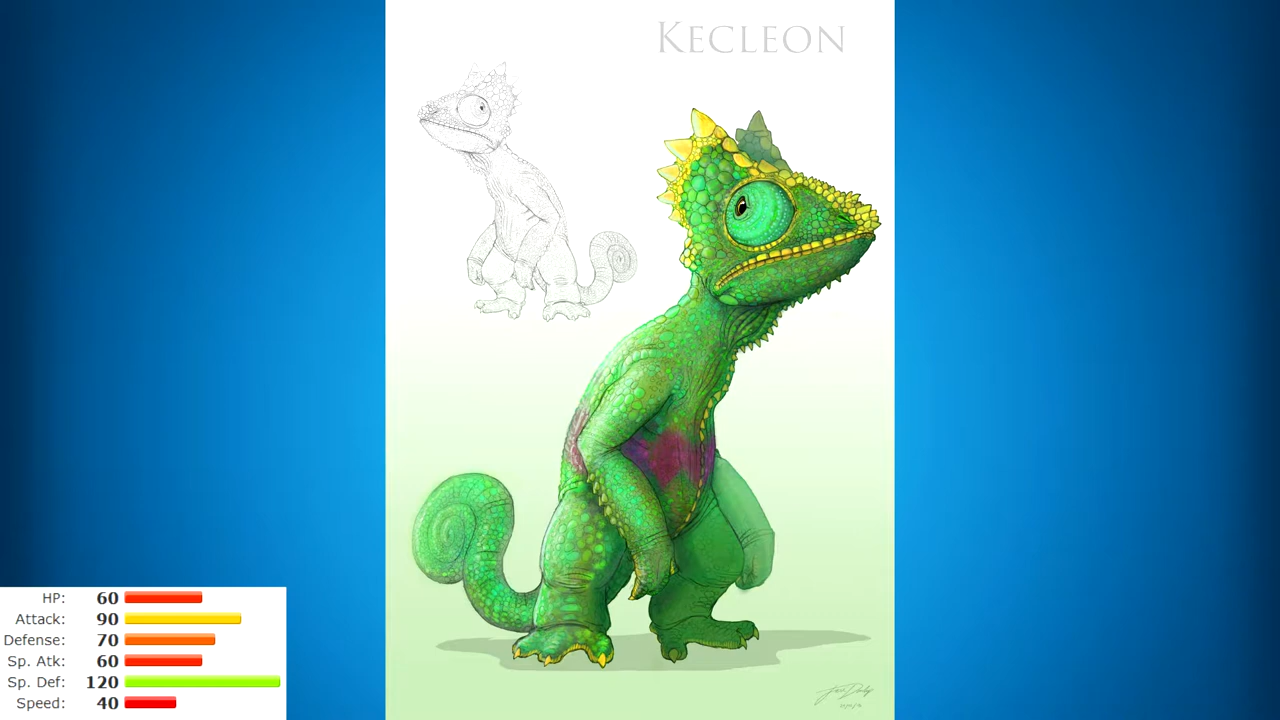 KECLEON
HP: 60
Attack: 90
Defense: 70
Sp. Atk: 60
Sp. Def: 120
Speed: 40